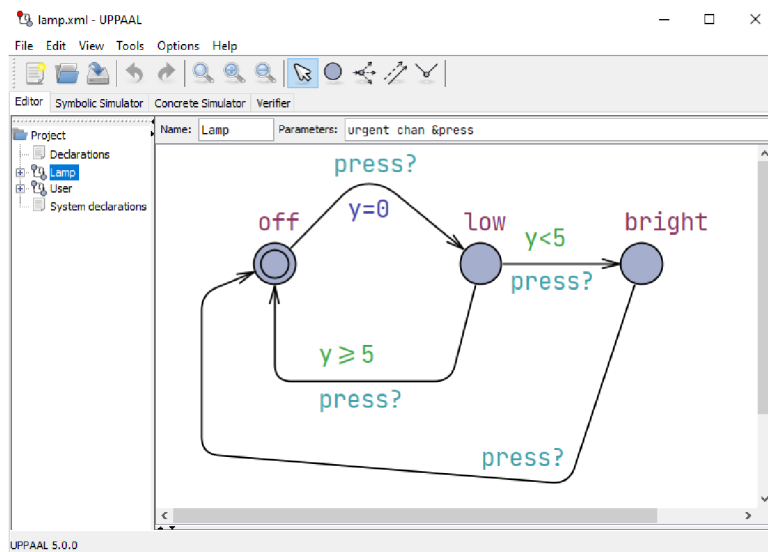 lamp.xml - UPPAAL
File Edit View Tools Options Help
Editor Symbolic Simulator Concrete Simulator Verifier
Project
Declarations
Lamp
User
System declarations
Name: Lamp Parameters: urgent chan &press
press?
y=0
off
low
bright
y<5
press?
y≥5
press?
press?
UPPAAL 5.0.0